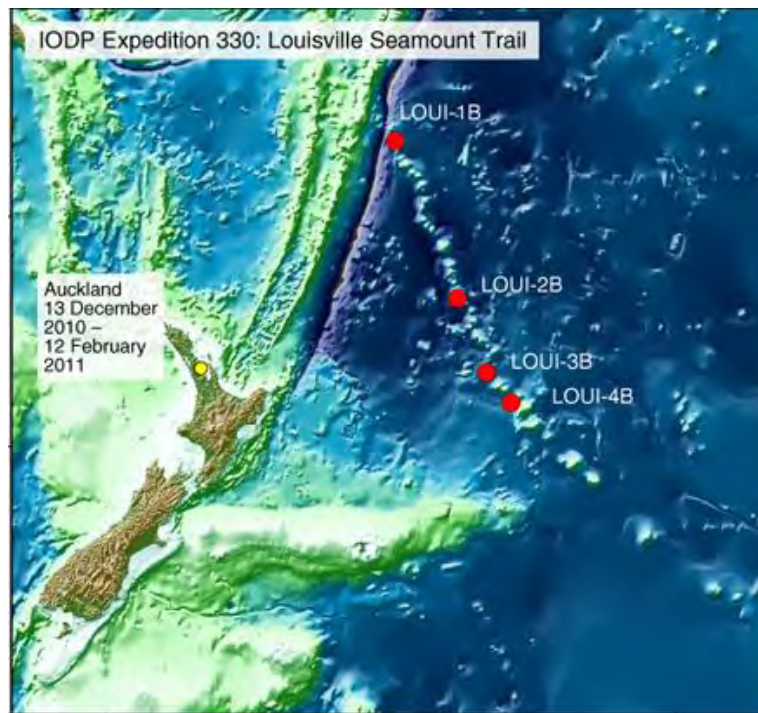 IODP Expedition 330: Louisville Seamount Trail
LOUI-1B
LOUI-2B
Auckland
13 December
2010 –
12 February
2011
LOUI-3B
LOUI-4B